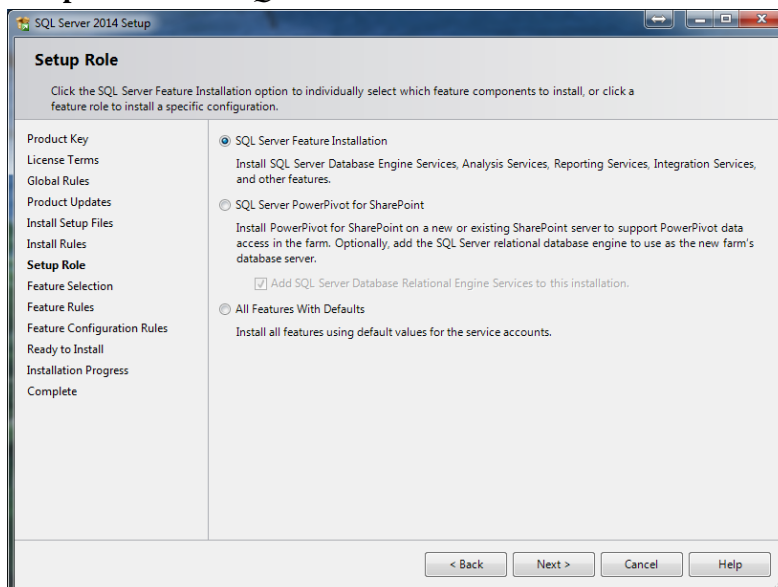 SQL Server 2014 Setup
Setup Role
Click the SQL Server Feature Installation option to individually select which feature components to install, or click a
feature role to install a specific configuration.
Product Key
License Terms
Global Rules
Product Updates
Install Setup Files
Install Rules
Setup Role
Feature Selection
Feature Rules
Feature Configuration Rules
Ready to Install
Installation Progress
Complete
SQL Server Feature Installation
Install SQL Server Database Engine Services, Analysis Services, Reporting Services, Integration Services,
and other features.
SQL Server PowerPivot for SharePoint
Install PowerPivot for SharePoint on a new or existing SharePoint server to support PowerPivot data
access in the farm. Optionally, add the SQL Server relational database engine to use as the new farm's
database server.
Add SQL Server Database Relational Engine Services to this installation.
All Features With Defaults
Install all features using default values for the service accounts.
< Back
Next >
Cancel
Help